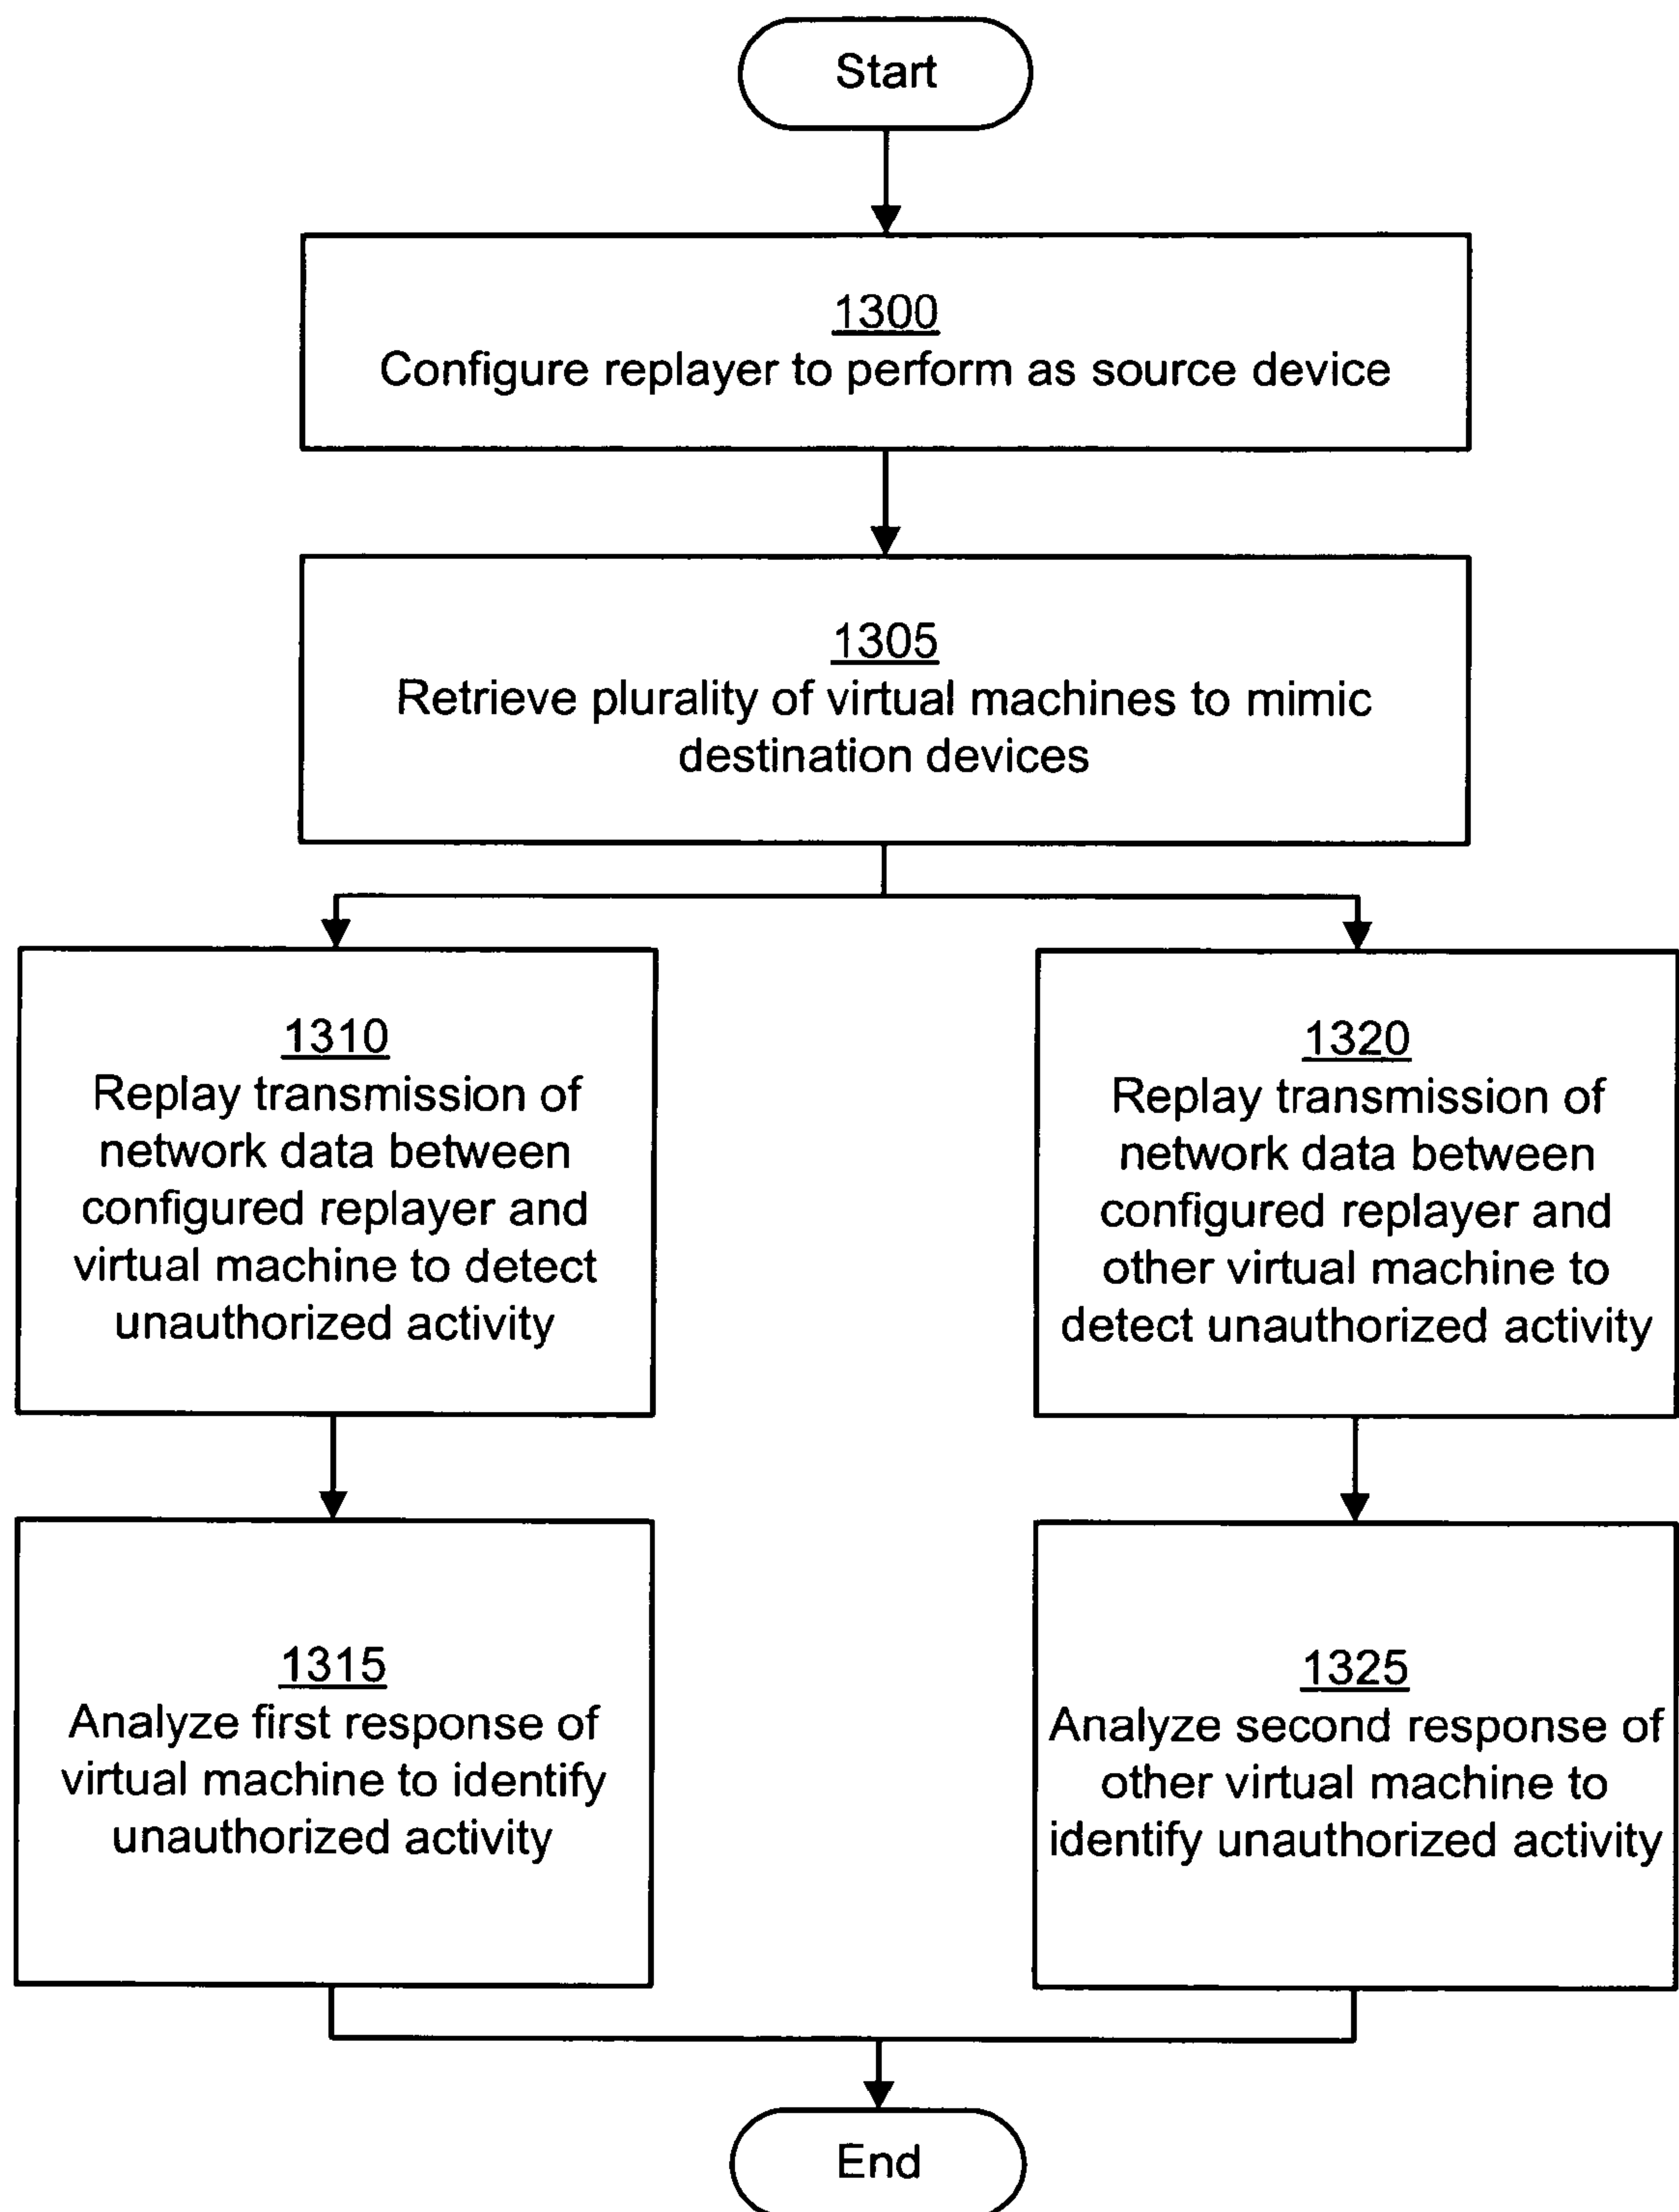 Start
1300
Configure replayer to perform as source device
1305
Retrieve plurality of virtual machines to mimic
destination devices
1310
Replay transmission of
network data between
configured replayer and
virtual machine to detect
unauthorized activity
1320
Replay transmission of
network data between
configured replayer and
other virtual machine to
detect unauthorized activity
1315
Analyze first response of
virtual machine to identify
unauthorized activity
1325
Analyze second response of
other virtual machine to
identify unauthorized activity
End